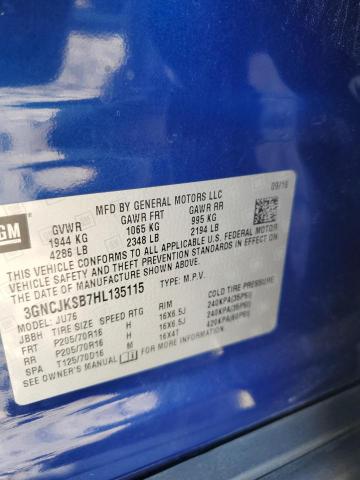 GM
09/16
MFD BY GENERAL MOTORS LLC
GVWR GAWR FRT GAWR RR
1944 KG 1065 KG 995 KG
4286 LB 2348 LB 2194 LB
THIS VEHICLE CONFORMS TO ALL APPLICABLE U.S. FEDERAL MOTOR
VEHICLE SAFETY AND THEFT PREVENTION STANDARDS IN EFFECT ON
THE DATE OF MANUFACTURE SHOWN ABOVE.
3GNCJKSB7HL135115 TYPE: M.P.V.
MODEL: JU76
JBBH TIRE SIZE SPEED RTG RIM COLD TIRE PRESSURE
FRT P205/70R16 H 16X6.5J 240KPA(35PSI)
RR P205/70R16 H 16X6.5J 240KPA(35PSI)
SPA T125/70D16 M 16X4T 420KPA(60PSI)
SEE OWNER'S MANUAL FOR MORE INFORMATION.